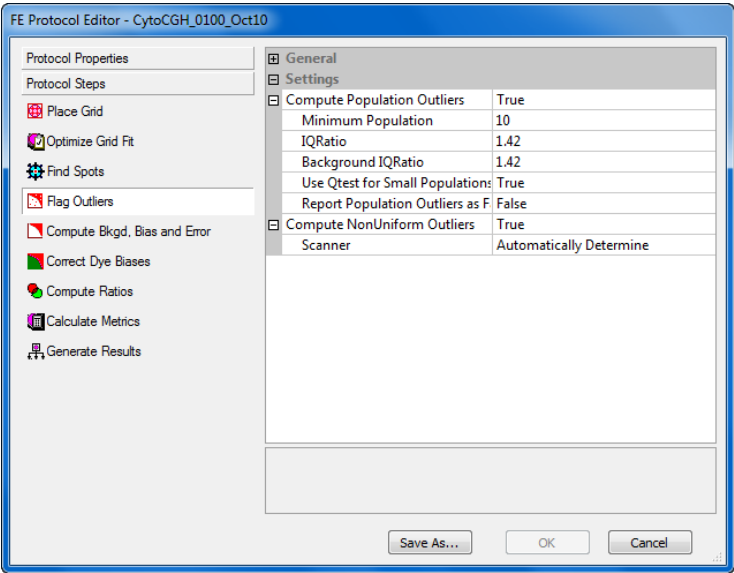 FE Protocol Editor - CytoCGH_0100_Oct10
Protocol Properties
Protocol Steps
Place Grid
Optimize Grid Fit
Find Spots
Flag Outliers
Compute Bkgd, Bias and Error
Correct Dye Biases
Compute Ratios
Calculate Metrics
Generate Results
General
Settings
Compute Population Outliers True
Minimum Population 10
IQRatio 1.42
Background IQRatio 1.42
Use Qtest for Small Populations True
Report Population Outliers as F False
Compute NonUniform Outliers True
Scanner Automatically Determine
Save As... OK Cancel